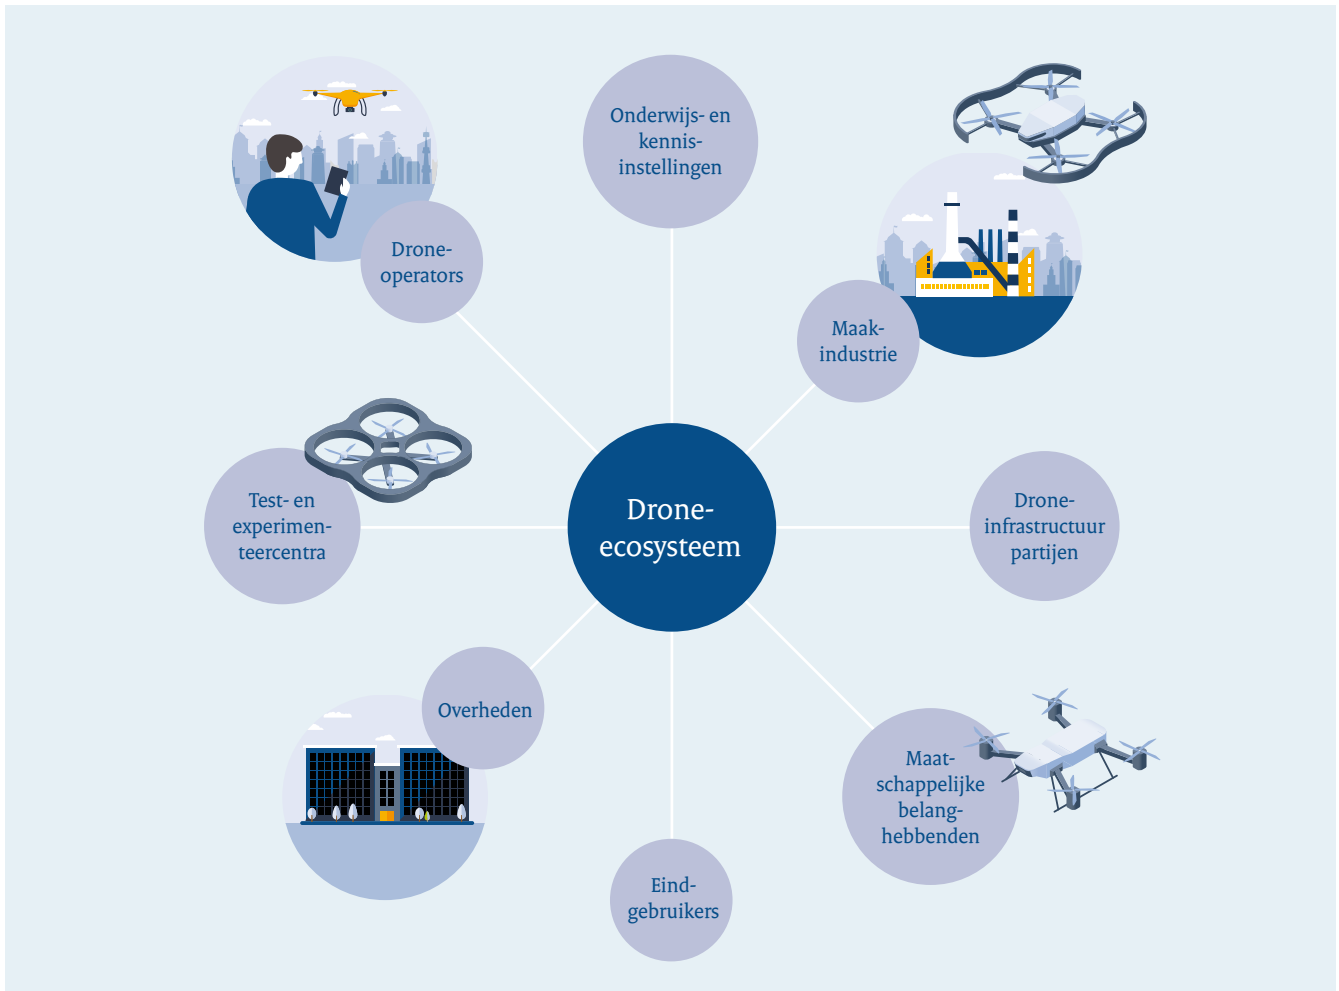 Onderwijs- en
kennis-
instellingen
Drone-
operators
Maak-
industrie
Test- en
experimen-
teercentra
Drone-
ecosysteem
Drone-
infrastructuur
partijen
Overheden
Maat-
schappelijke
belang-
hebbenden
Eind-
gebruikers